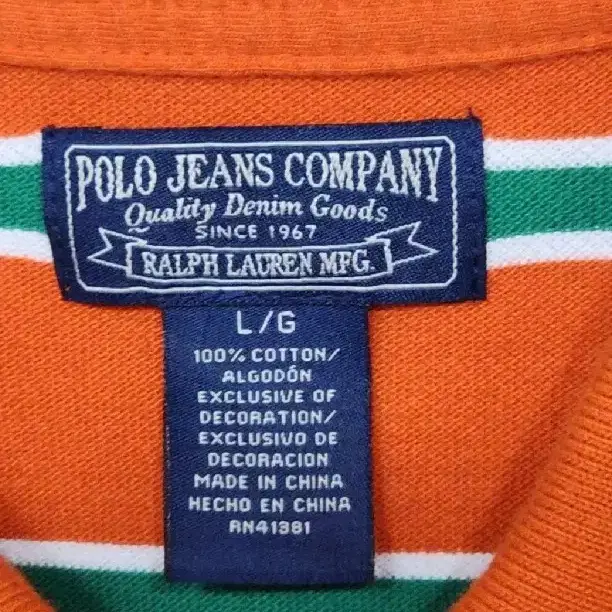 POLO JEANS COMPANY
Quality Denim Goods
SINCE 1967
RALPH LAUREN MFG.
L/G
100% COTTON/
ALGODÓN
EXCLUSIVE OF
DECORATION/
EXCLUSIVO DE
DECORACION
MADE IN CHINA
HECHO EN CHINA
RN41381